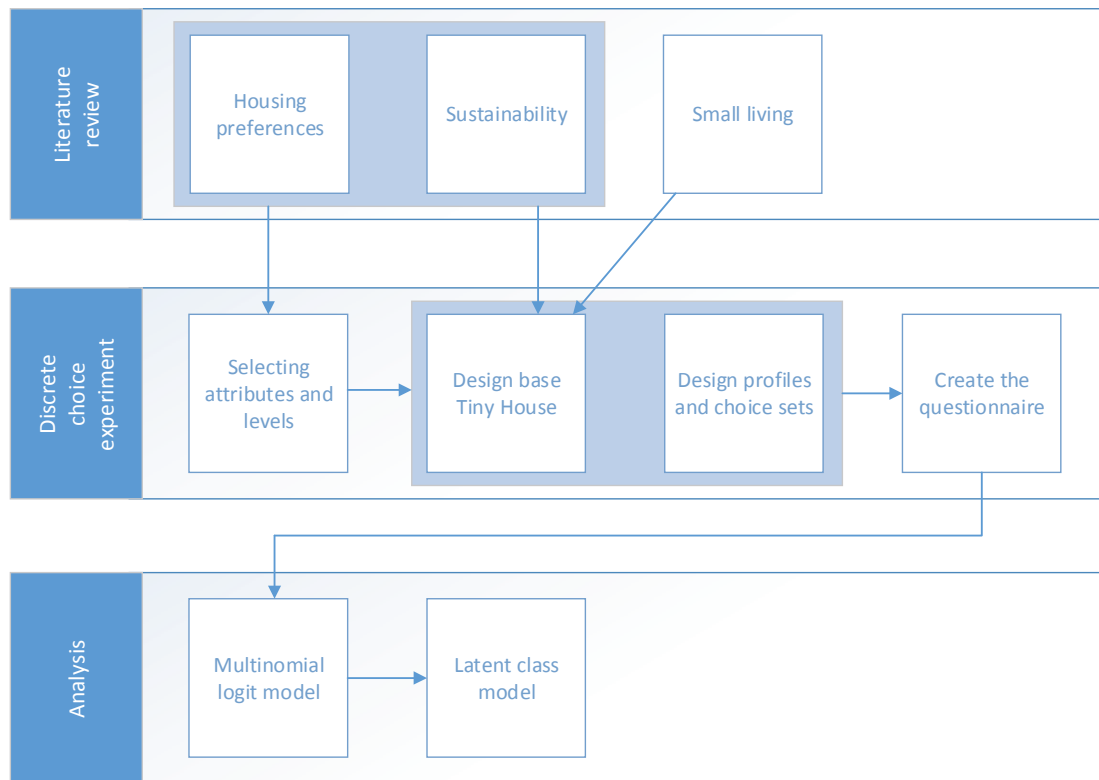 Literature
review
Housing
preferences
Sustainability
Small living
Discrete
choice
experiment
Selecting
attributes and
levels
Design base
Tiny House
Design profiles
and choice sets
Create the
questionnaire
Analysis
Multinomial
logit model
Latent class
model